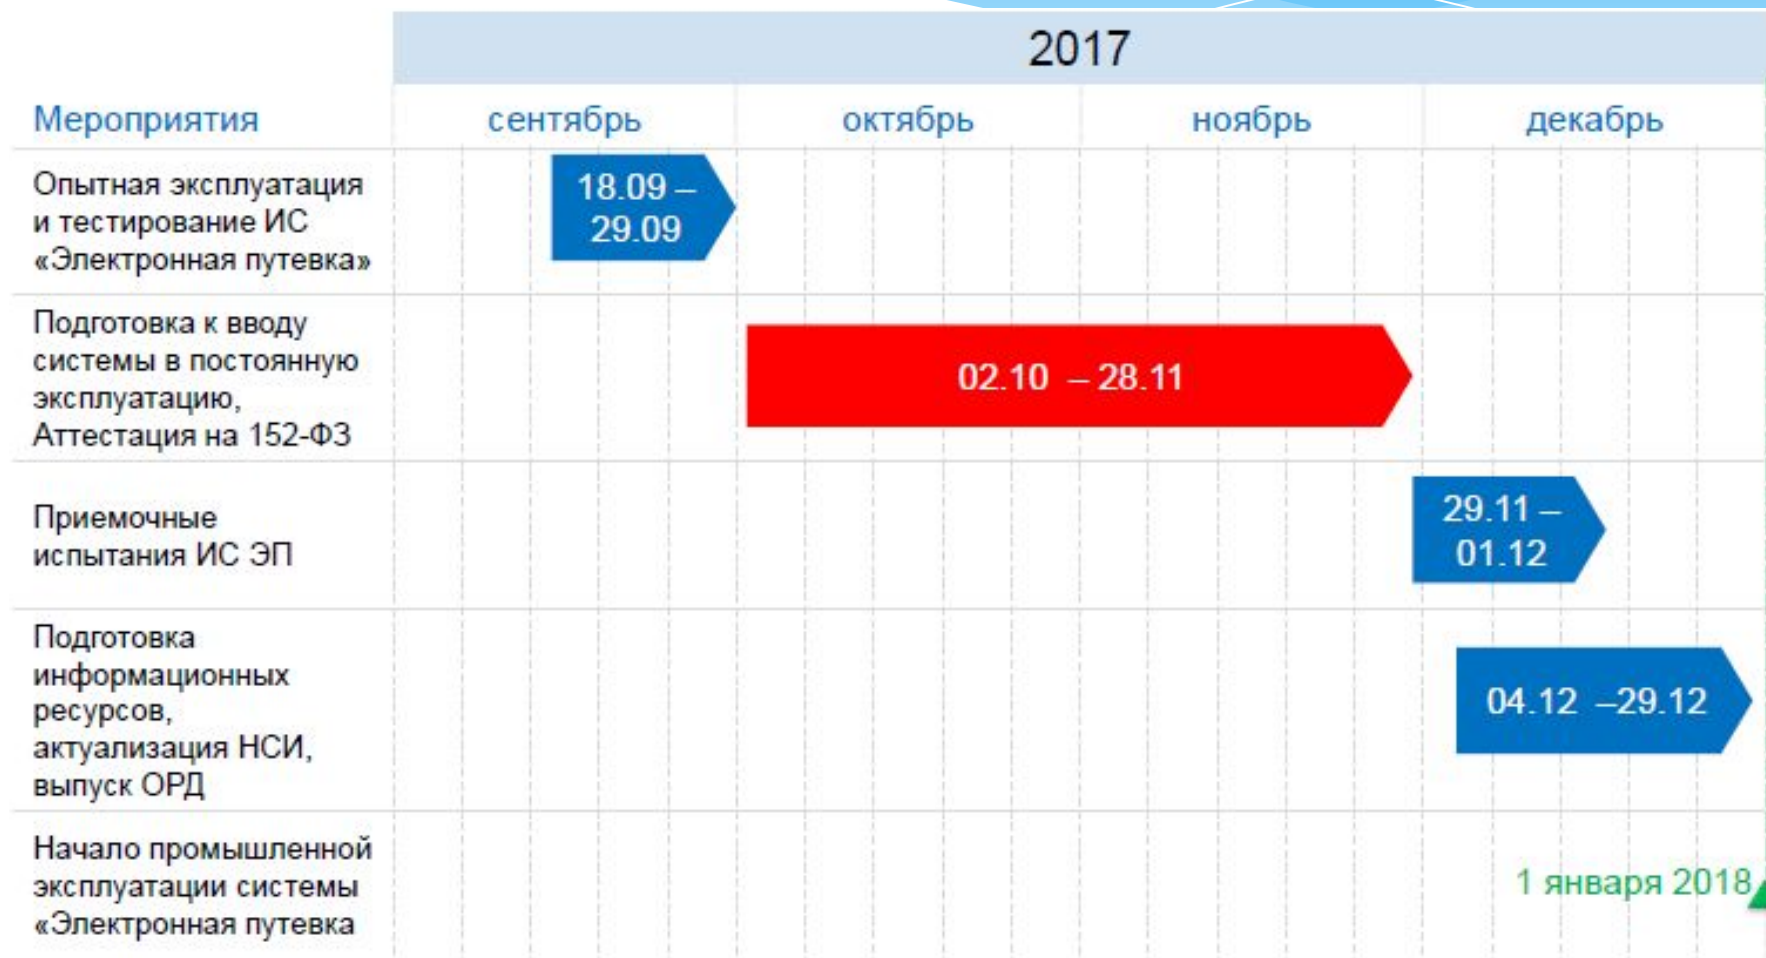 2017
Мероприятия
сентябрь
октябрь
ноябрь
декабрь
Опытная эксплуатация
и тестирование ИС
«Электронная путевка»
18.09 –
29.09
Подготовка к вводу
системы в постоянную
эксплуатацию,
Аттестация на 152-ФЗ
02.10 – 28.11
Приемочные
испытания ИС ЭП
29.11 –
01.12
Подготовка
информационных
ресурсов,
актуализация НСИ,
выпуск ОРД
04.12 –29.12
Начало промышленной
эксплуатации системы
«Электронная путевка
1 января 2018